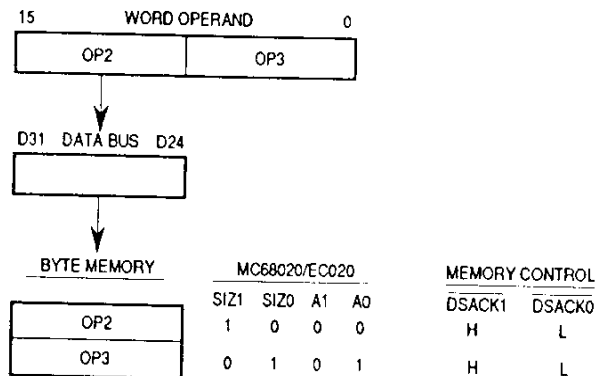 15 WORD OPERAND 0
OP2 OP3
D31 DATA BUS D24
BYTE MEMORY MC68020/EC020 MEMORY CONTROL
SIZ1 SIZ0 A1 A0 DSACK1 DSACK0
OP2 1 0 0 0 H L
OP3 0 1 0 1 H L